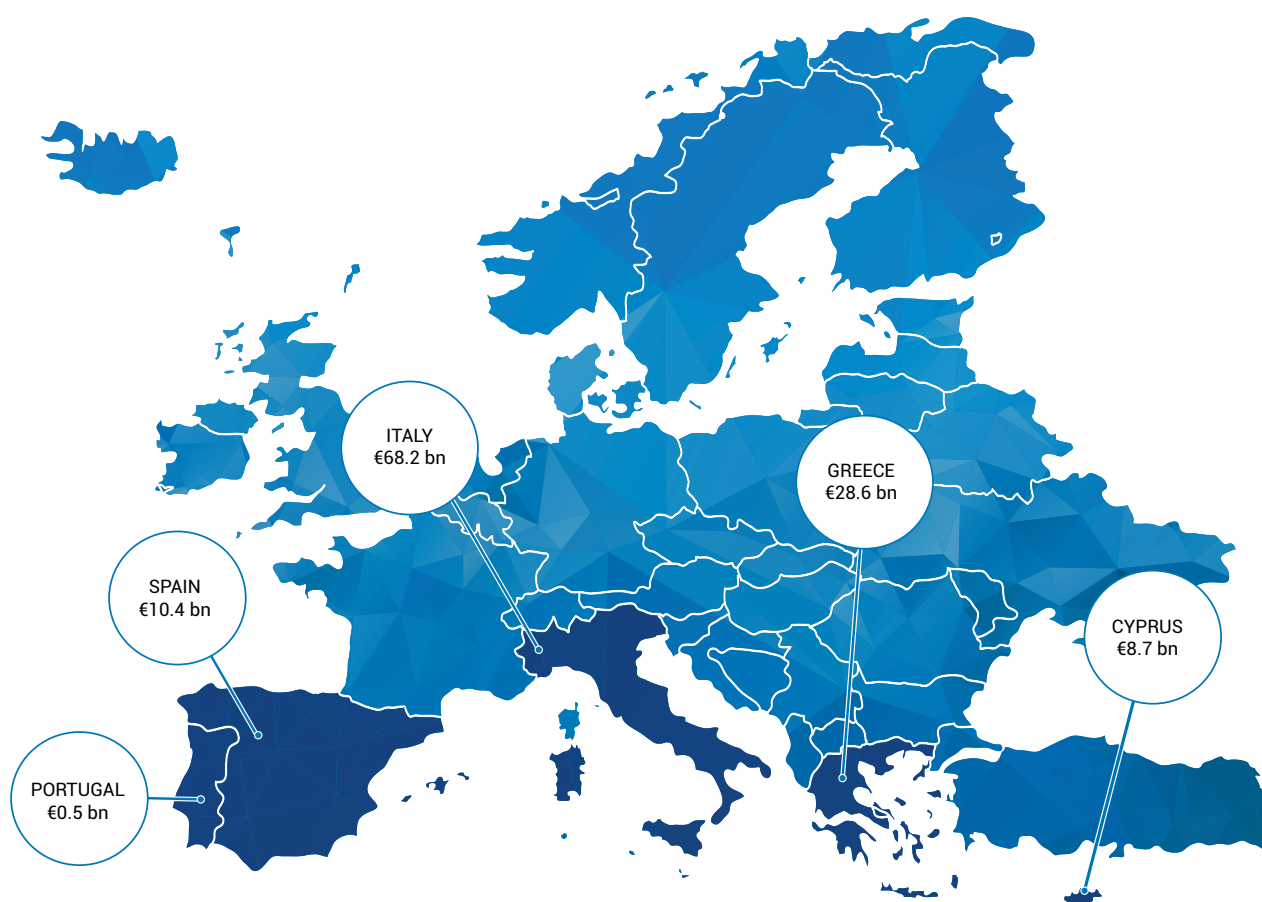 ITALY
€68.2 bn
GREECE
€28.6 bn
SPAIN
€10.4 bn
CYPRUS
€8.7 bn
PORTUGAL
€0.5 bn